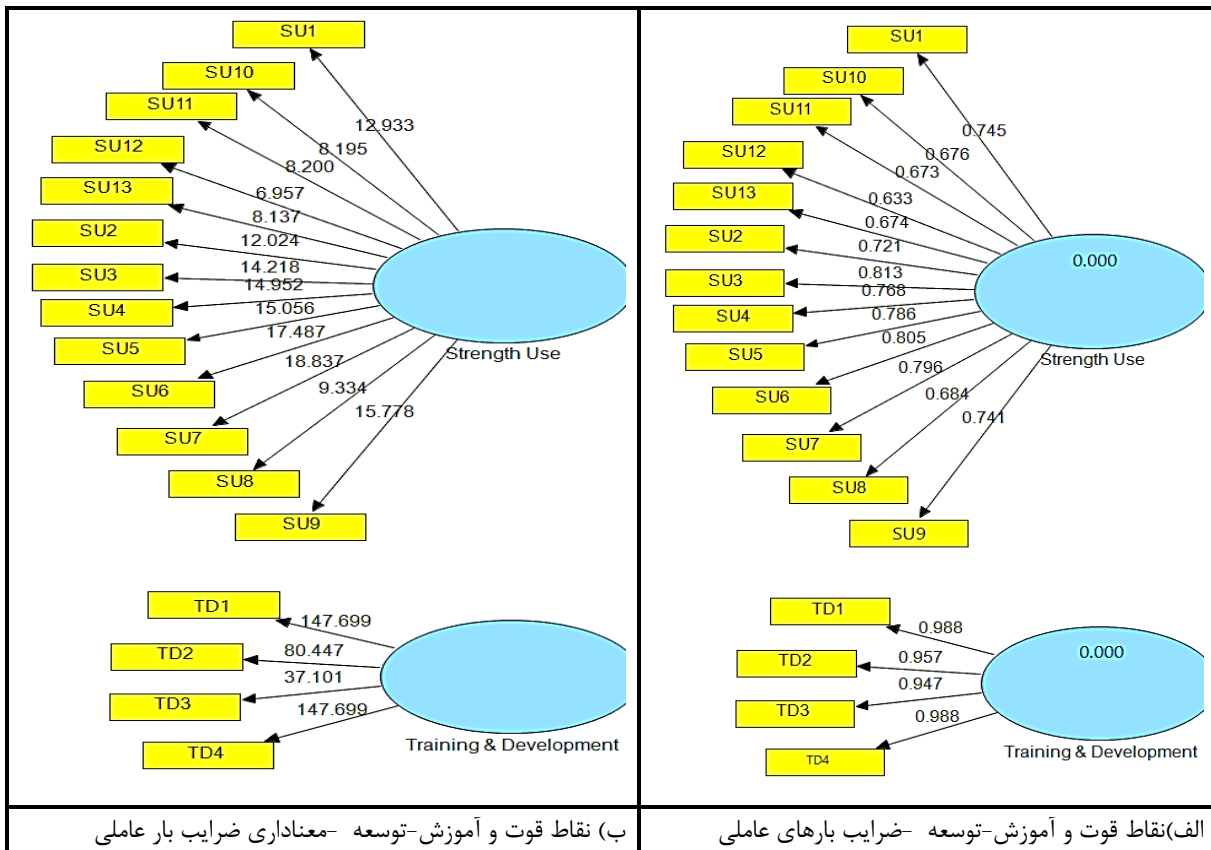 SU1
SU10
SU11
SU12
SU13
SU2
SU3
SU4
SU5
SU6
SU7
SU8
SU9
12.933
8.195
8.200
6.957
8.137
12.024
14.218
14.952
15.056
17.487
18.837
9.334
15.778
Strength Use
TD1
TD2
TD3
TD4
147.699
80.447
37.101
147.699
Training & Development
SU1
SU10
SU11
SU12
SU13
SU2
SU3
SU4
SU5
SU6
SU7
SU8
SU9
0.745
0.676
0.673
0.633
0.674
0.721
0.813
0.768
0.786
0.805
0.796
0.684
0.741
0.000
Strength Use
TD1
TD2
TD3
TD4
0.988
0.957
0.947
0.988
0.000
Training & Development
الف)نقاط قوت و آموزش-توسعه -ضرایب بارهای عاملی
ب) نقاط قوت و آموزش-توسعه -معناداری ضرایب بار عاملی